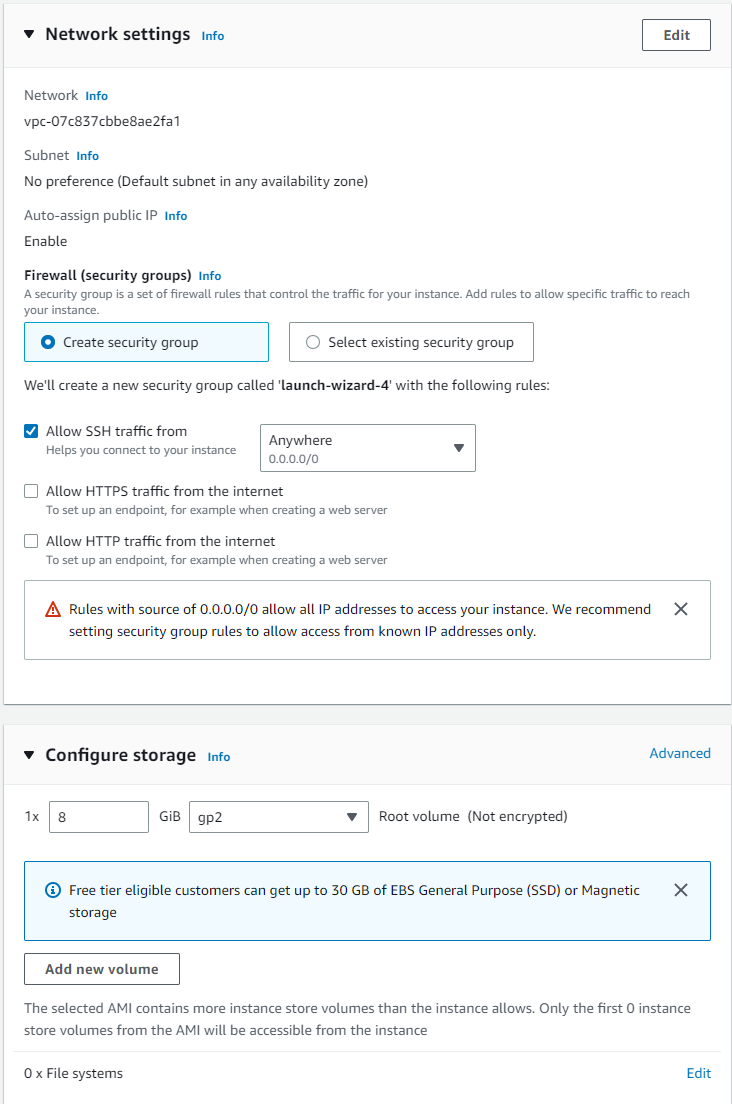 Network settings Info
Edit
Network Info
vpc-07c837cbbe8ae2fa1
Subnet Info
No preference (Default subnet in any availability zone)
Auto-assign public IP Info
Enable
Firewall (security groups) Info
A security group is a set of firewall rules that control the traffic for your instance. Add rules to allow specific traffic to reach
your instance.
Create security group
Select existing security group
We'll create a new security group called 'launch-wizard-4' with the following rules:
Allow SSH traffic from
Helps you connect to your instance
Anywhere
0.0.0.0/0
Allow HTTPS traffic from the internet
To set up an endpoint, for example when creating a web server
Allow HTTP traffic from the internet
To set up an endpoint, for example when creating a web server
Rules with source of 0.0.0.0/0 allow all IP addresses to access your instance. We recommend
setting security group rules to allow access from known IP addresses only.
Configure storage Info
Advanced
1x 8 GiB gp2 Root volume (Not encrypted)
Free tier eligible customers can get up to 30 GB of EBS General Purpose (SSD) or Magnetic
storage
Add new volume
The selected AMI contains more instance store volumes than the instance allows. Only the first 0 instance
store volumes from the AMI will be accessible from the instance
0 x File systems
Edit